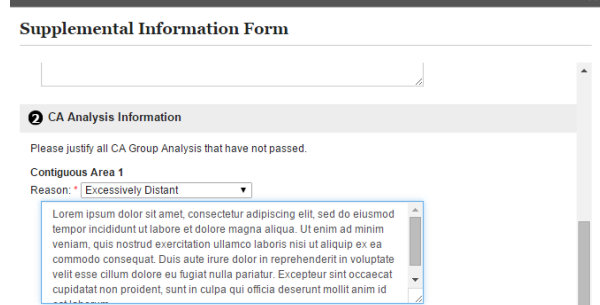 Supplemental Information Form
2 CA Analysis Information
Please justify all CA Group Analysis that have not passed.
Contiguous Area 1
Reason: * Excessively Distant
Lorem ipsum dolor sit amet, consectetur adipiscing elit, sed do eiusmod
tempor incididunt ut labore et dolore magna aliqua. Ut enim ad minim
veniam, quis nostrud exercitation ullamco laboris nisi ut aliquip ex ea
commodo consequat. Duis aute irure dolor in reprehenderit in voluptate
velit esse cillum dolore eu fugiat nulla pariatur. Excepteur sint occaecat
cupidatat non proident, sunt in culpa qui officia deserunt mollit anim id